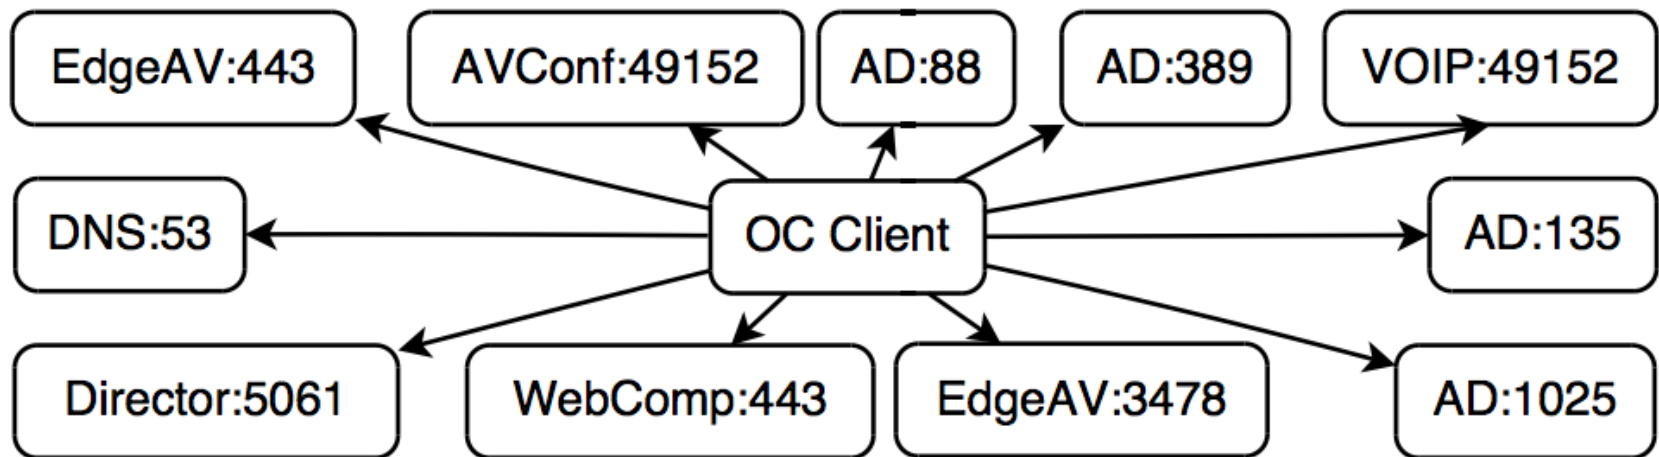 EdgeAV:443
AVConf:49152
AD:88
AD:389
VOIP:49152
DNS:53
OC Client
AD:135
Director:5061
WebComp:443
EdgeAV:3478
AD:1025